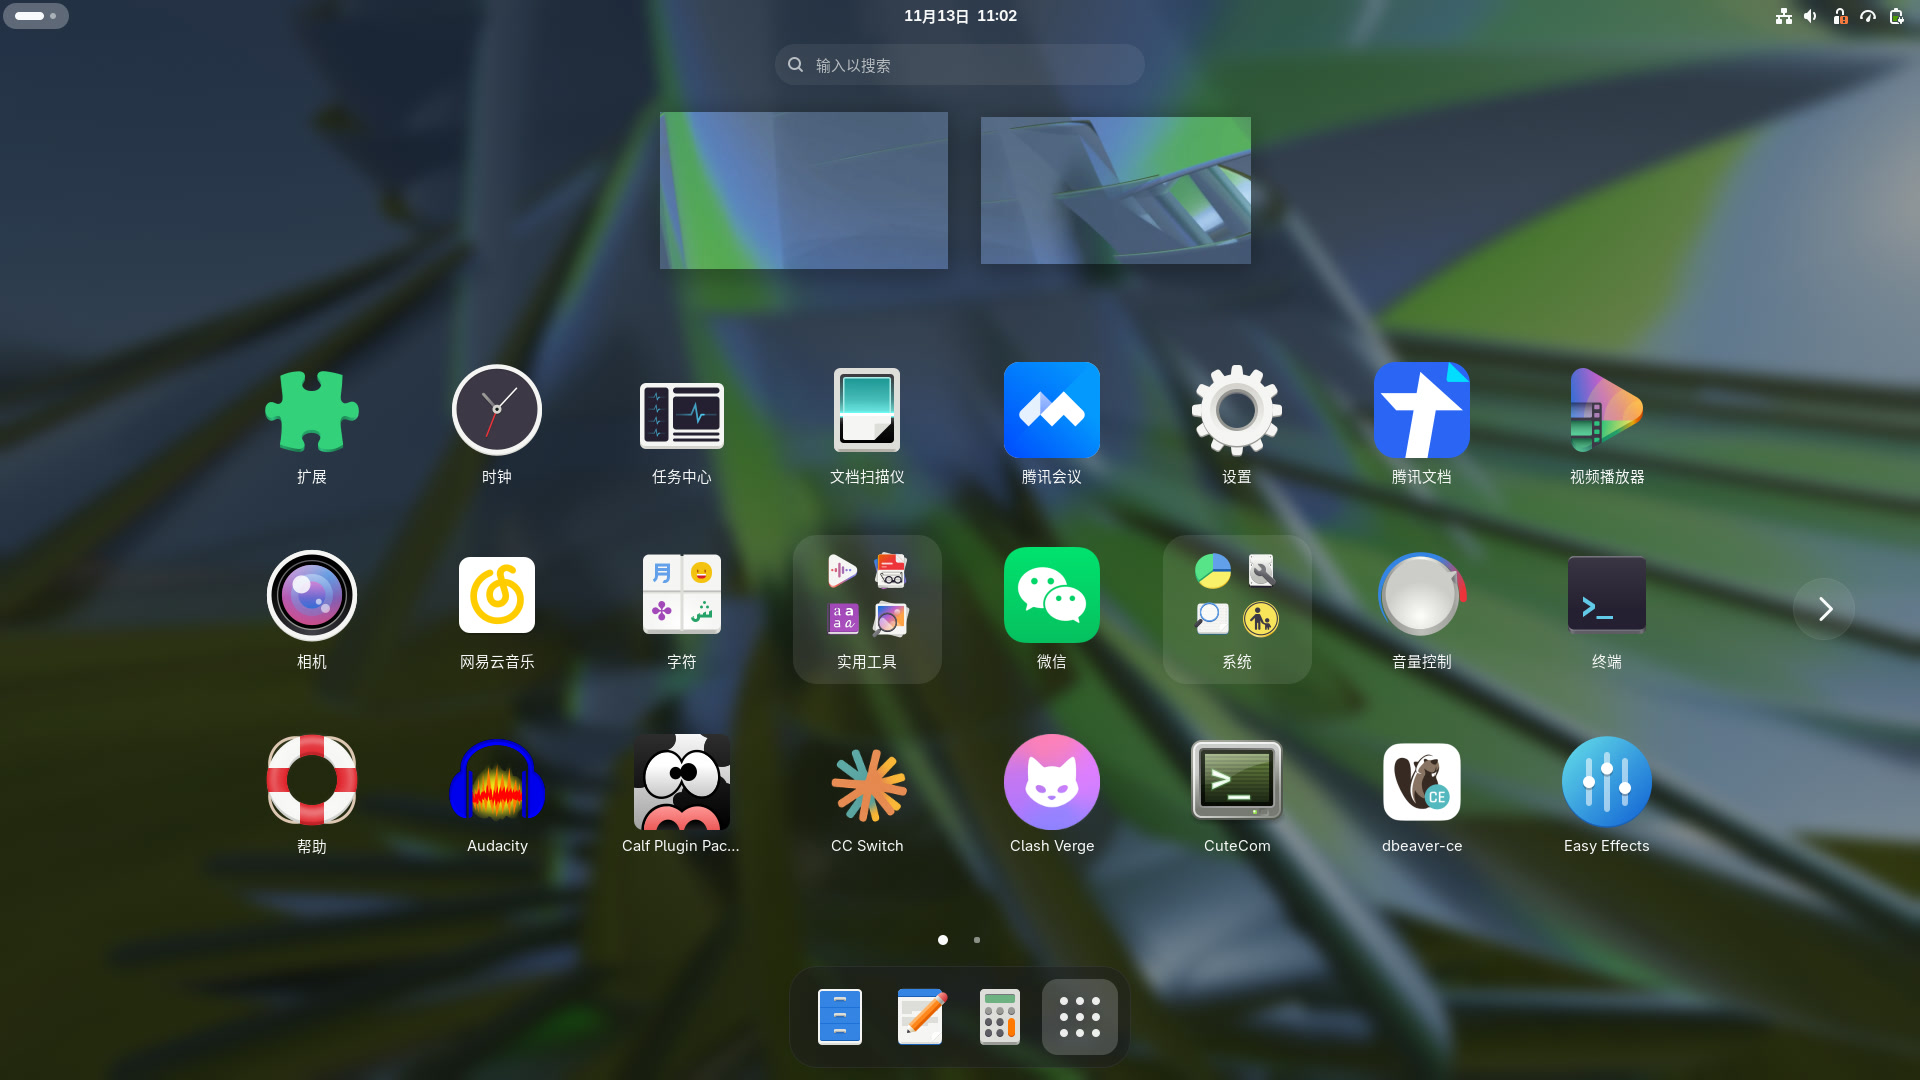 11月13日 11:02
输入以搜索
扩展
时钟
任务中心
文档扫描仪
腾讯会议
设置
腾讯文档
视频播放器
相机
网易云音乐
字符
实用工具
微信
系统
音量控制
终端
帮助
Audacity
Calf Plugin Pac...
CC Switch
Clash Verge
CuteCom
dbeaver-ce
Easy Effects